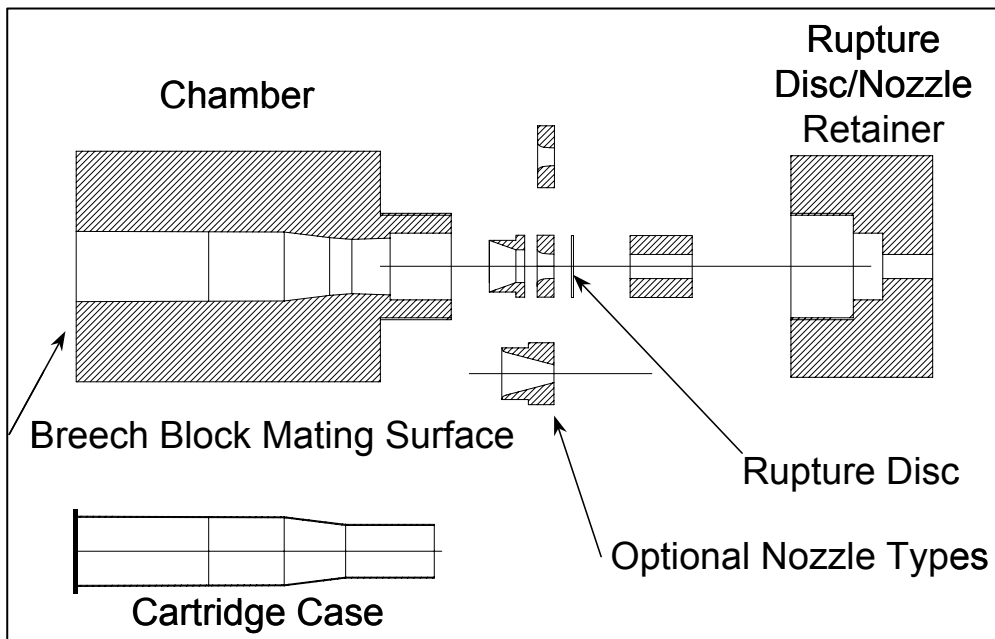 Chamber
Rupture
Disc/Nozzle
Retainer
Breech Block Mating Surface
Rupture Disc
Optional Nozzle Types
Cartridge Case